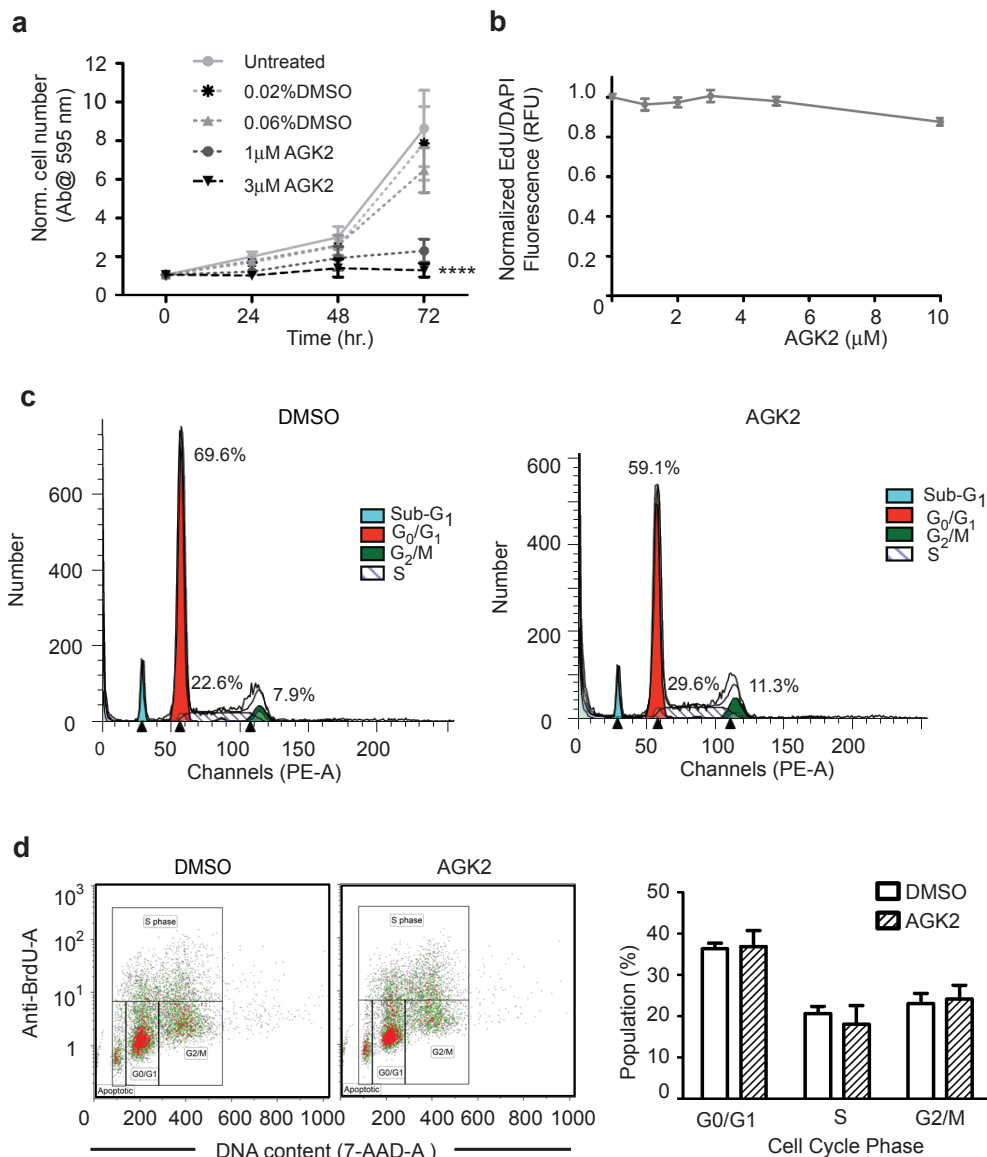 a
Norm. cell number
(Ab@ 595 nm)
12
10
8
6
4
2
0
Untreated
0.02%DMSO
0.06%DMSO
1μM AGK2
3μM AGK2
****
0 24 48 72
Time (hr.)
b
Normalized EdU/DAPI
Fluorescence (RFU)
1.0
0.8
0.6
0.4
0.2
0
2 4 6 8 10
AGK2 (μM)
c
DMSO
Number
600
400
200
0
69.6%
22.6%
7.9%
Sub-G1
G0/G1
G2/M
S
0 50 100 150 200
Channels (PE-A)
AGK2
Number
600
400
200
0
59.1%
29.6%
11.3%
Sub-G1
G0/G1
G2/M
S
0 50 100 150 200
Channels (PE-A)
d
DMSO
Anti-BrdU-A
10³
10²
10¹
1
S phase
G2/M
G0/G1
Apoptotic
0 200 400 600 800 1000
AGK2
S phase
G2/M
G0/G1
Apoptotic
0 200 400 600 800 1000
DNA content (7-AAD-A )
Population (%)
50
40
30
20
10
0
DMSO
AGK2
G0/G1 S G2/M
Cell Cycle Phase